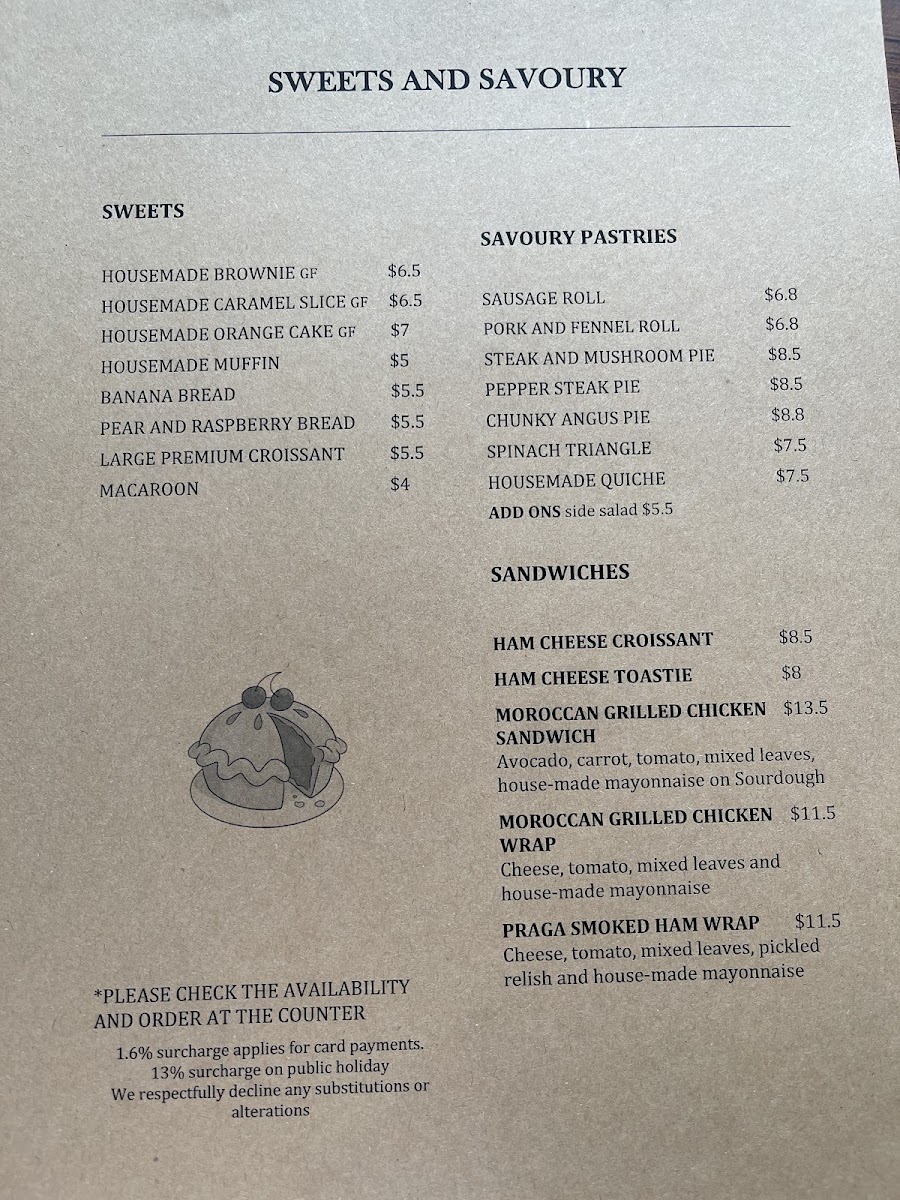 SWEETS AND SAVOURY
SWEETS
HOUSEMADE BROWNIE GF $6.5
HOUSEMADE CARAMEL SLICE GF $6.5
HOUSEMADE ORANGE CAKE GF $7
HOUSEMADE MUFFIN $5
BANANA BREAD $5.5
PEAR AND RASPBERRY BREAD $5.5
LARGE PREMIUM CROISSANT $5.5
MACAROON $4
SAVOURY PASTRIES
SAUSAGE ROLL $6.8
PORK AND FENNEL ROLL $6.8
STEAK AND MUSHROOM PIE $8.5
PEPPER STEAK PIE $8.5
CHUNKY ANGUS PIE $8.8
SPINACH TRIANGLE $7.5
HOUSEMADE QUICHE $7.5
ADD ONS side salad $5.5
SANDWICHES
HAM CHEESE CROISSANT $8.5
HAM CHEESE TOASTIE $8
MOROCCAN GRILLED CHICKEN $13.5
SANDWICH
Avocado, carrot, tomato, mixed leaves,
house-made mayonnaise on Sourdough
MOROCCAN GRILLED CHICKEN $11.5
WRAP
Cheese, tomato, mixed leaves and
house-made mayonnaise
PRAGA SMOKED HAM WRAP $11.5
Cheese, tomato, mixed leaves, pickled
relish and house-made mayonnaise
*PLEASE CHECK THE AVAILABILITY
AND ORDER AT THE COUNTER
1.6% surcharge applies for card payments.
13% surcharge on public holiday
We respectfully decline any substitutions or
alterations